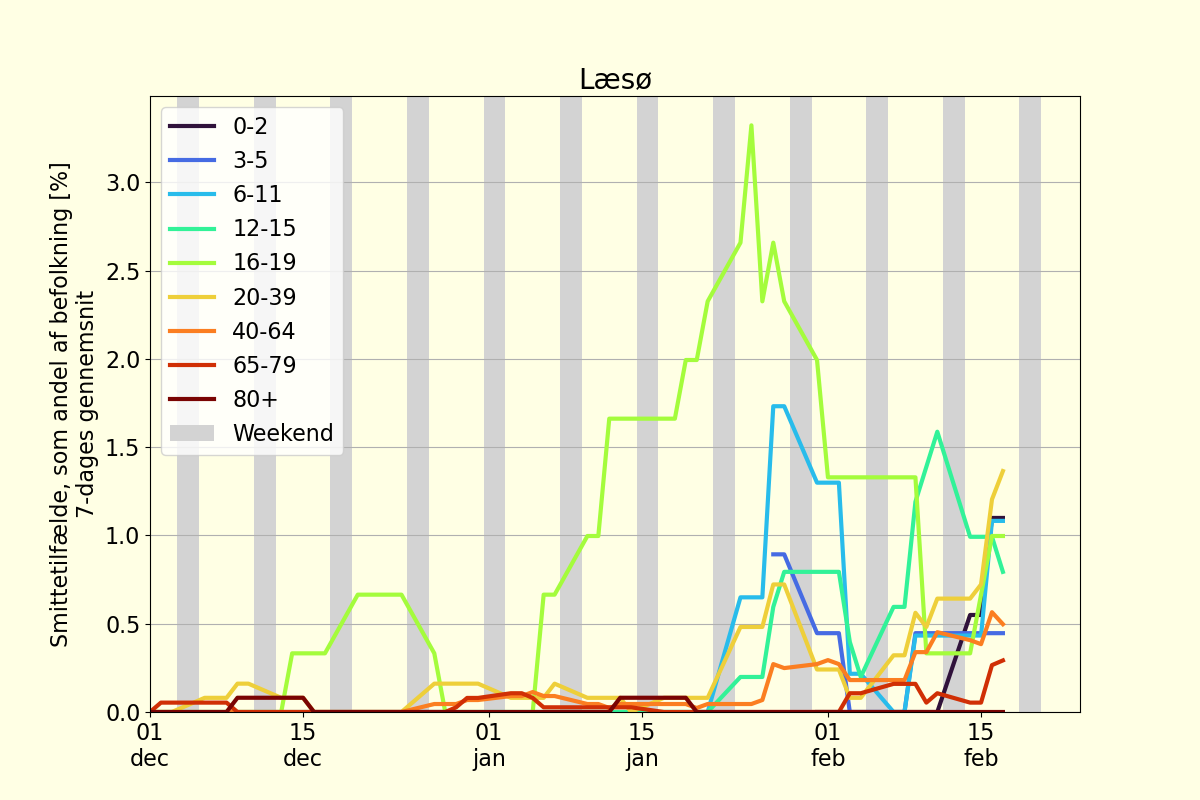 Læsø
Smittetilfælde, som andel af befolkning [%]
7-dages gennemsnit
3.0
2.5
2.0
1.5
1.0
0.5
0.0
0-2
3-5
6-11
12-15
16-19
20-39
40-64
65-79
80+
Weekend
01 15 01 15 01 15
dec dec jan jan feb feb